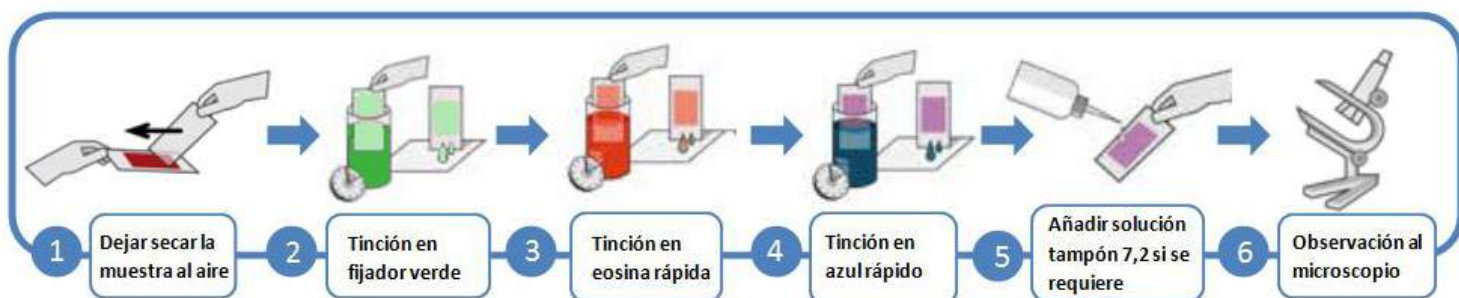 1
Dejar secar la
muestra al aire
2
Tinción en
fijador verde
3
Tinción en
eosina rápida
4
Tinción en
azul rápido
5
Añadir solución
tampón 7,2 si se
requiere
6
Observación al
microscopio